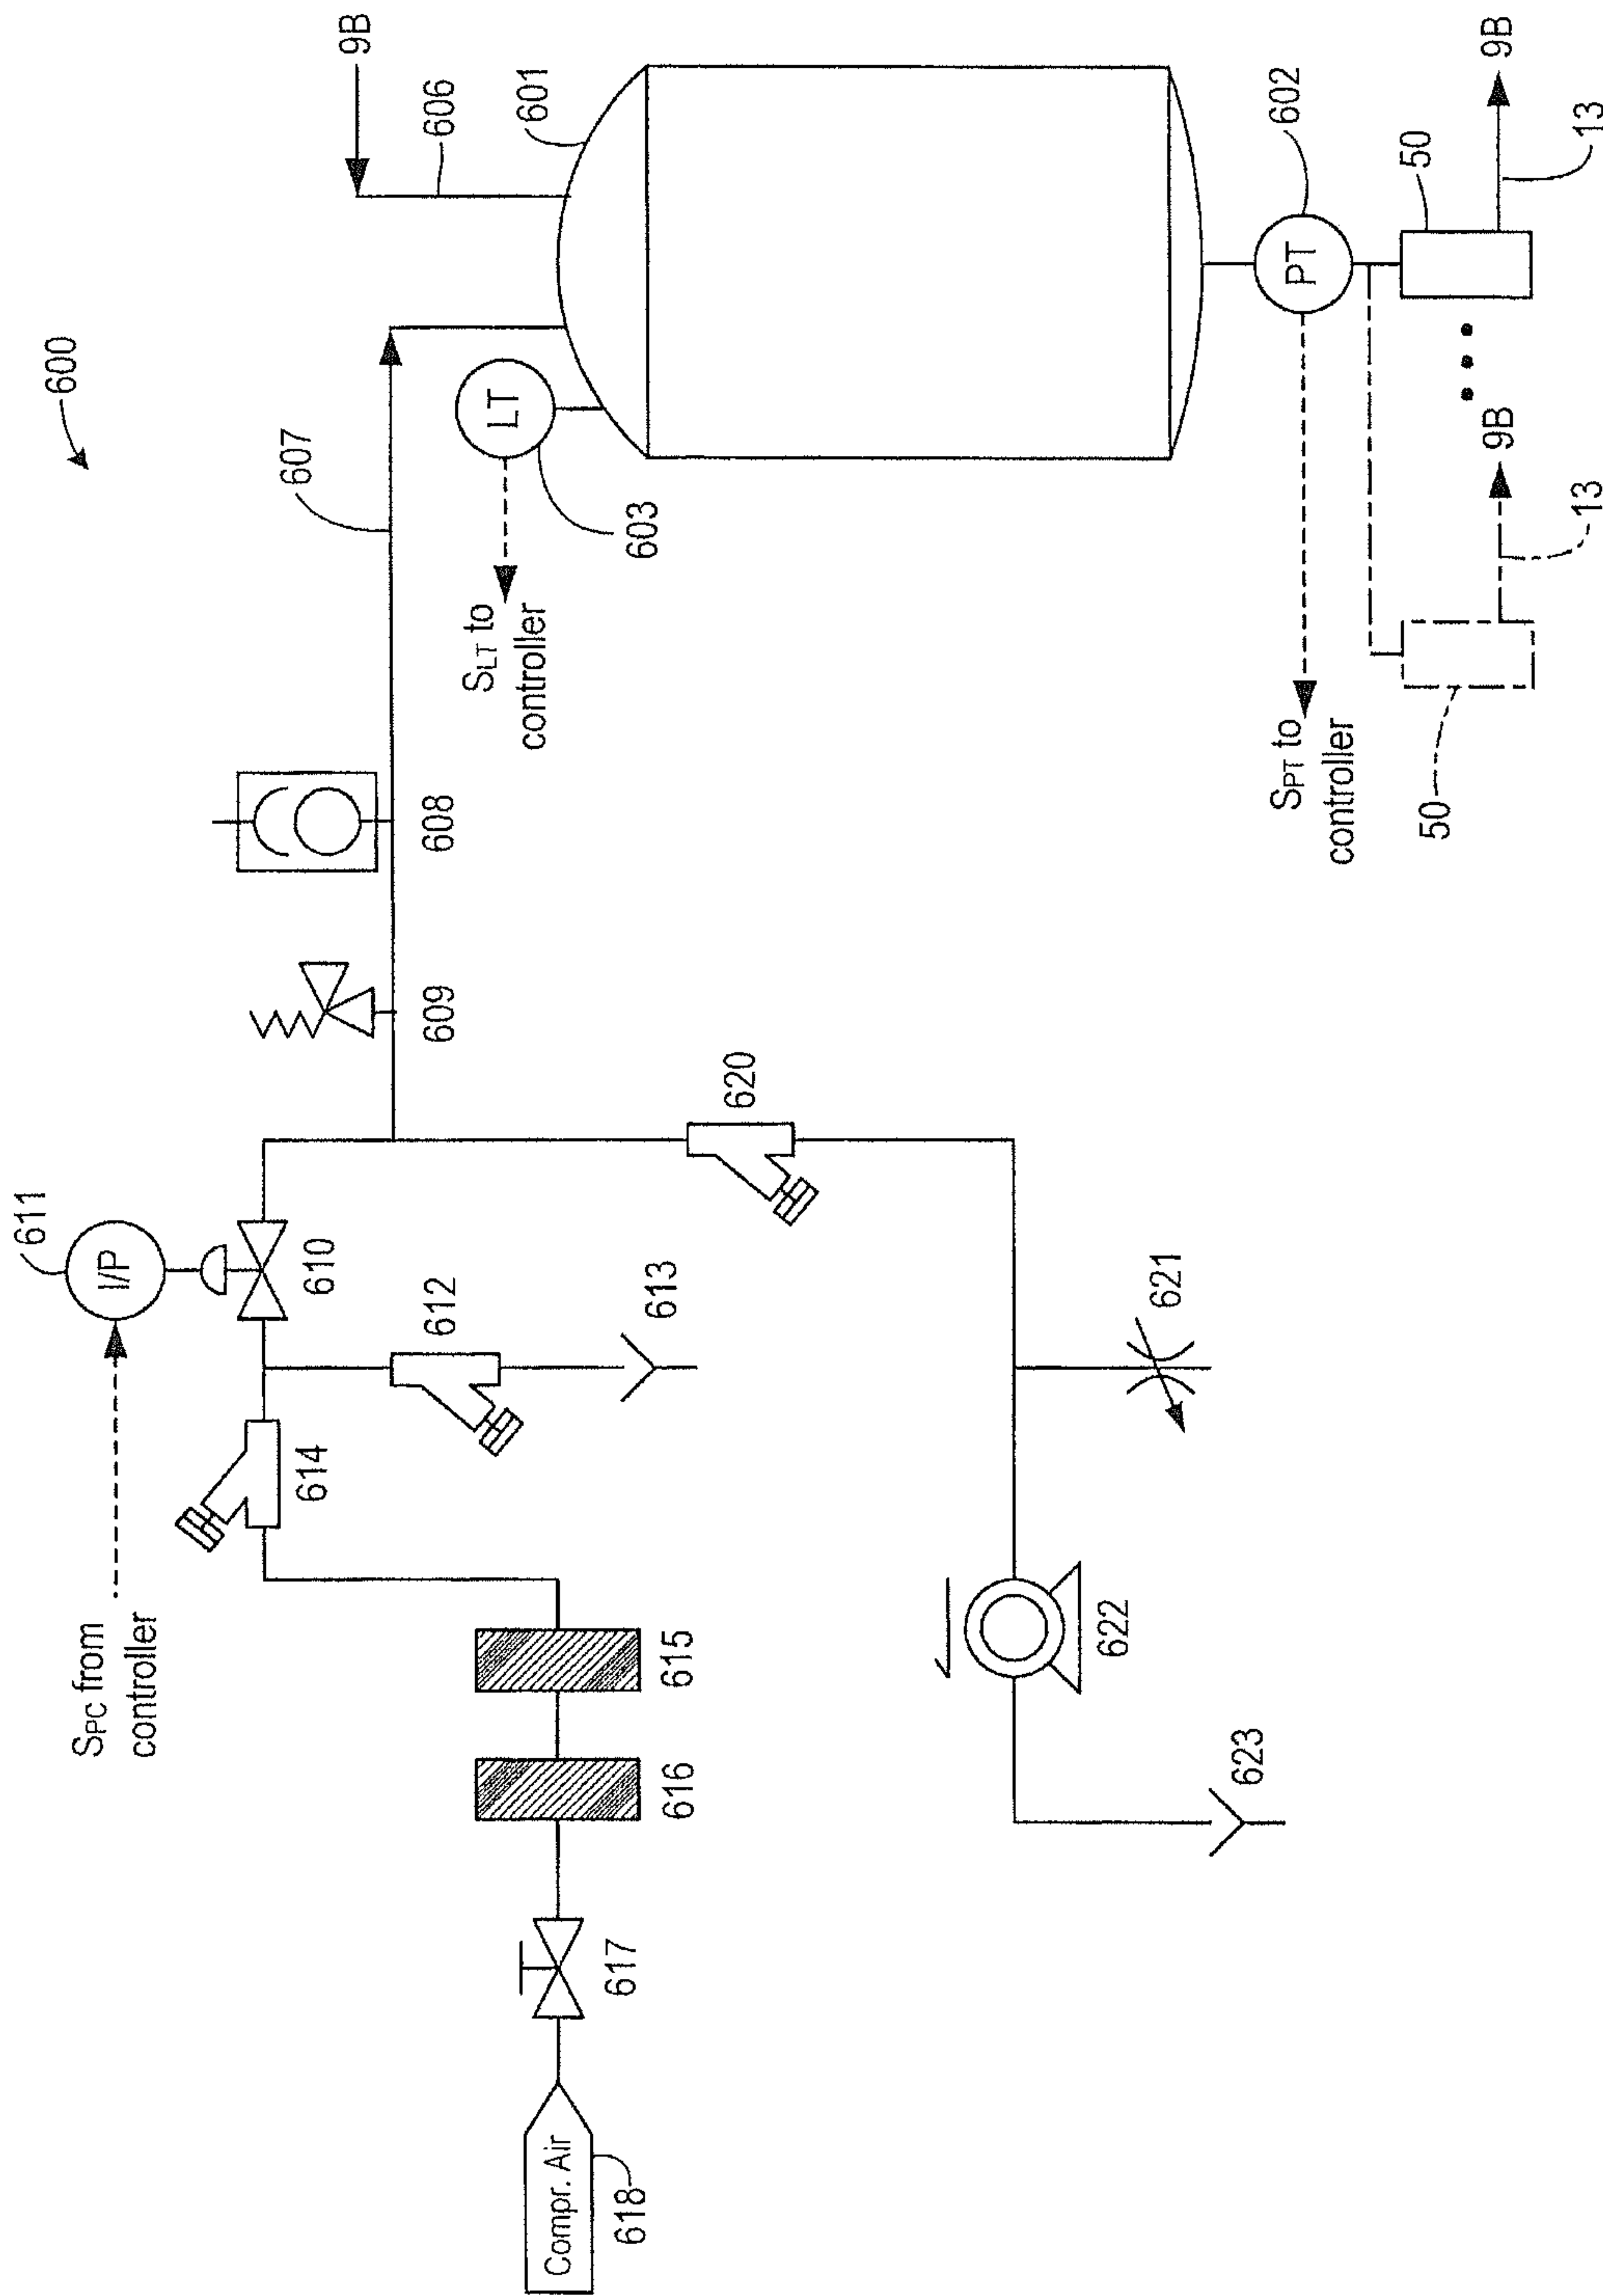 600
9B
606
601
607
LT
603
SLT to
controller
608
609
611
I/P
610
SPC from
controller
612
613
614
615
616
617
Compr. Air
618
620
621
622
623
PT
602
SPT to
controller
50
13
9B
50
13
9B